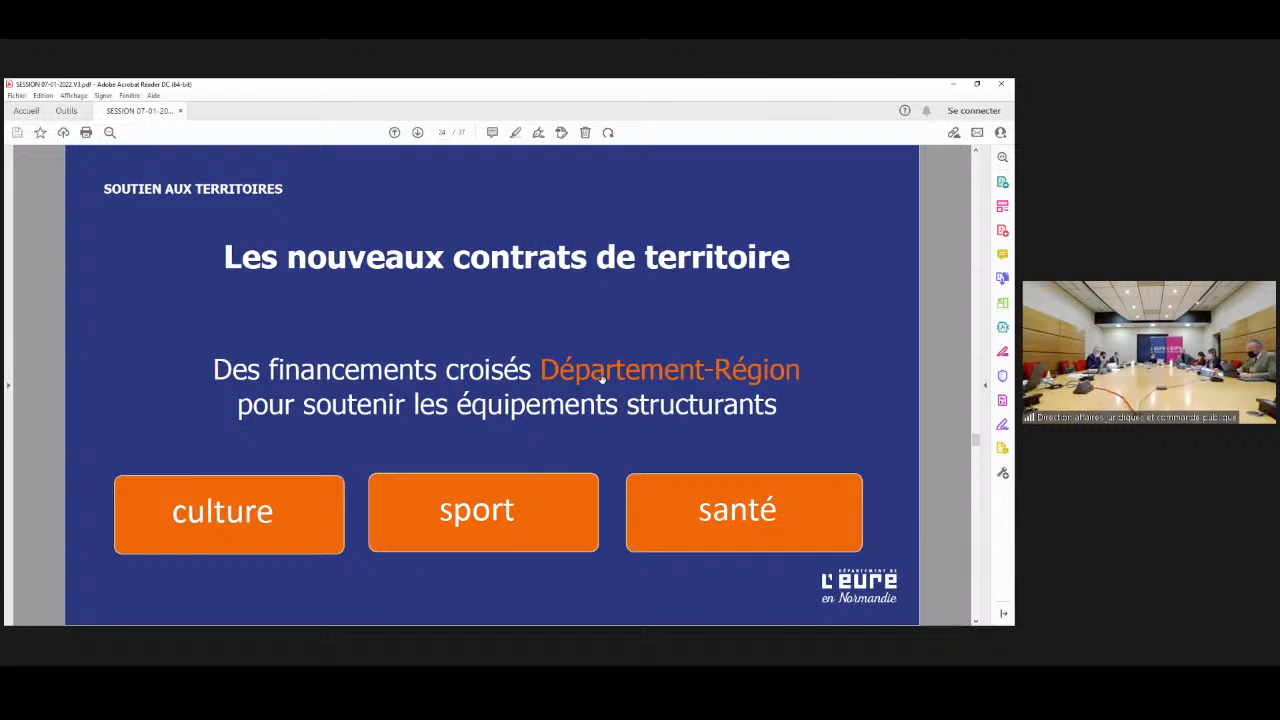 SESSION 07-01-2022.V3.pdf - Adobe Acrobat Reader DC (64-bit)
Fichier Edition Affichage Signer Fenêtre Aide
Accueil Outils SESSION 07-01-20... × Se connecter
24 / 37
SOUTIEN AUX TERRITOIRES
Les nouveaux contrats de territoire
Des financements croisés Département-Région
pour soutenir les équipements structurants
culture sport santé
DÉPARTEMENT DE
L'EURE
en Normandie
Direction affaires juridiques et commande publique